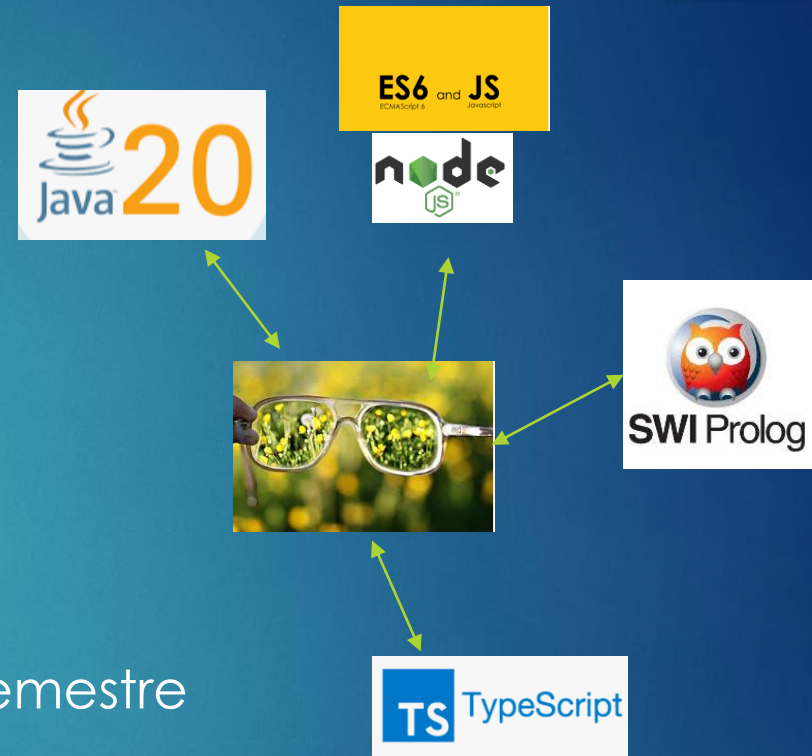 ES6 and JS
ECMAScript 6 Javascript
Java 20
node
JS
SWI Prolog
emestre
TS TypeScript